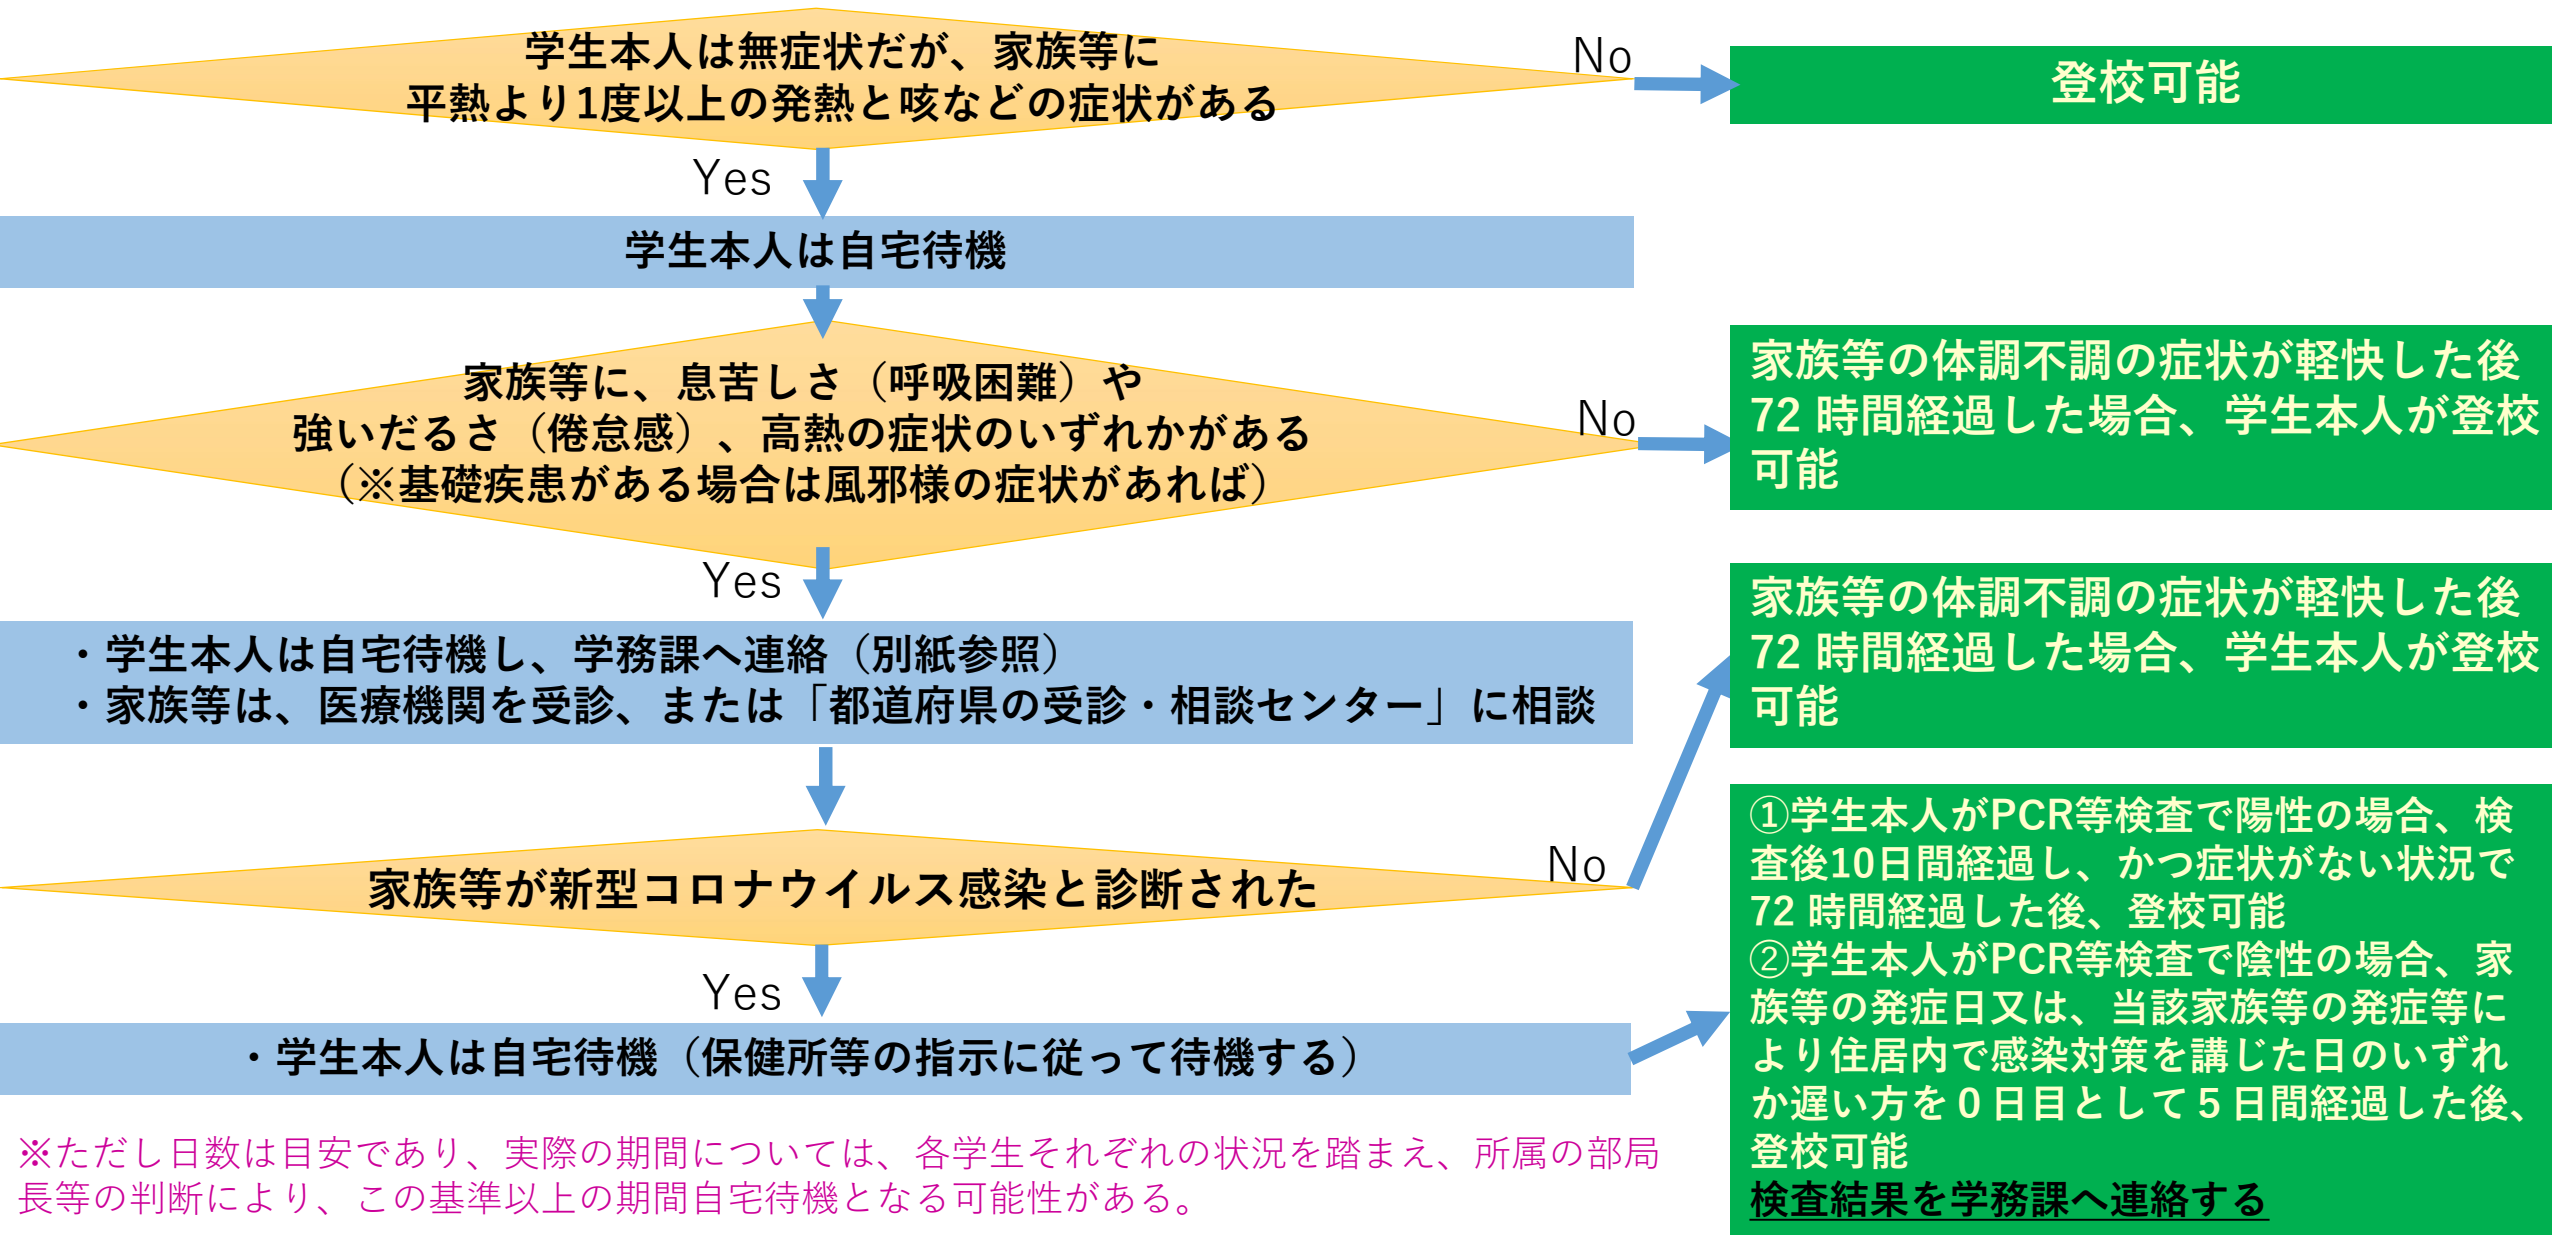 学生本人は無症状だが、家族等に
平熱より1度以上の発熱と咳などの症状がある
No
登校可能
Yes
学生本人は自宅待機
家族等に、息苦しさ（呼吸困難）や
強いだるさ（倦怠感）、高熱の症状のいずれかがある
（※基礎疾患がある場合は風邪様の症状があれば）
No
家族等の体調不調の症状が軽快した後
72 時間経過した場合、学生本人が登校
可能
Yes
・学生本人は自宅待機し、学務課へ連絡（別紙参照）
・家族等は、医療機関を受診、または「都道府県の受診・相談センター」に相談
家族等の体調不調の症状が軽快した後
72 時間経過した場合、学生本人が登校
可能
家族等が新型コロナウイルス感染と診断された
No
Yes
・学生本人は自宅待機（保健所等の指示に従って待機する）
①学生本人がPCR等検査で陽性の場合、検
査後10日間経過し、かつ症状がない状況で
72 時間経過した後、登校可能
②学生本人がPCR等検査で陰性の場合、家
族等の発症日又は、当該家族等の発症等に
より住居内で感染対策を講じた日のいずれ
か遅い方を０日目として５日間経過した後、
登校可能
検査結果を学務課へ連絡する
※ただし日数は目安であり、実際の期間については、各学生それぞれの状況を踏まえ、所属の部局
長等の判断により、この基準以上の期間自宅待機となる可能性がある。